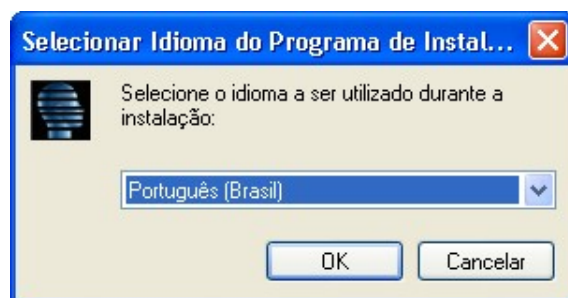 Selecionar Idioma do Programa de Instal...
Selecione o idioma a ser utilizado durante a
instalação:
Português (Brasil)
OK
Cancelar